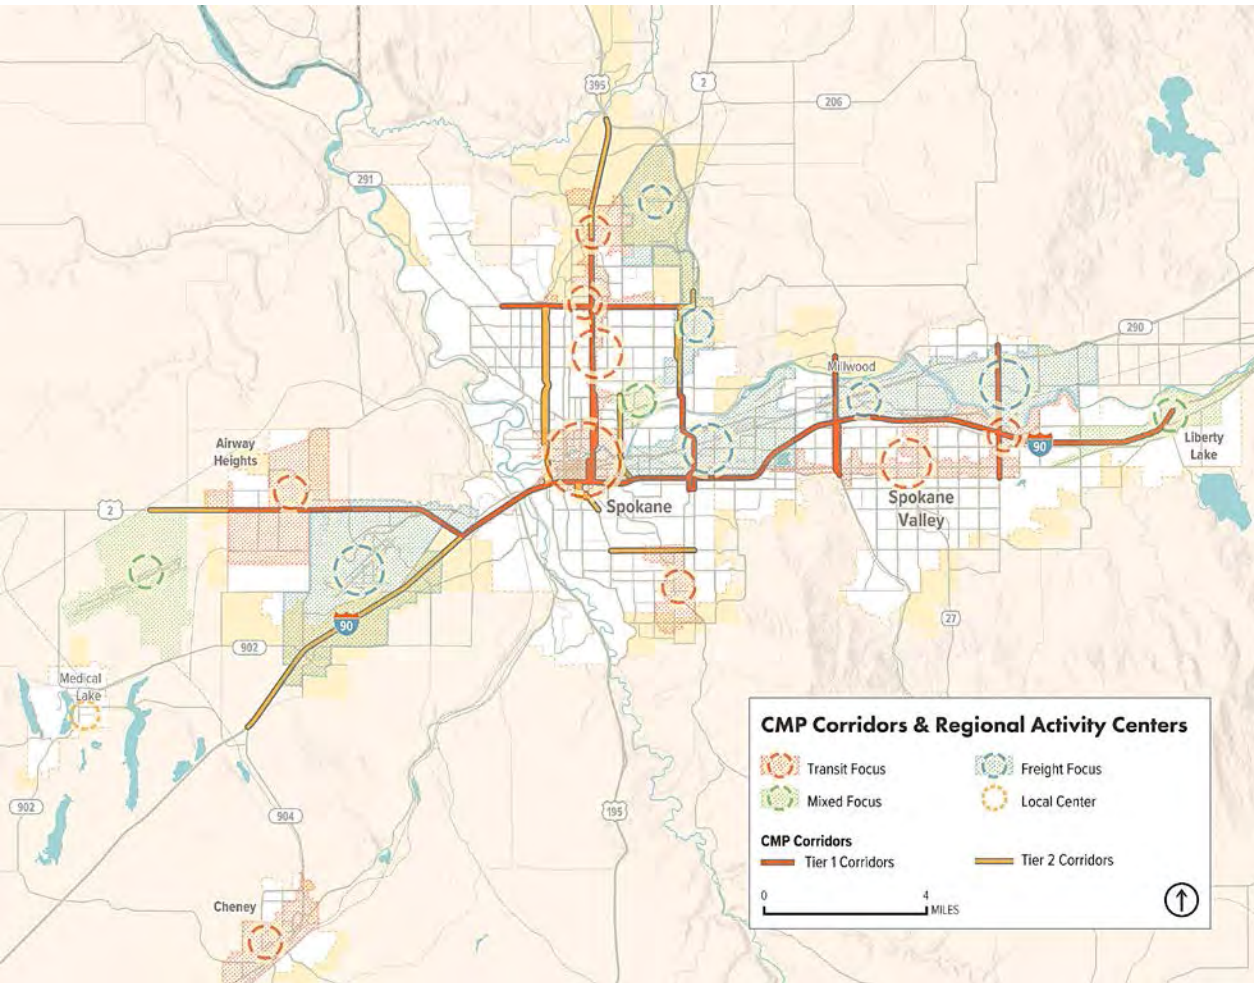 395
2
206
291
290
Millwood
Airway
Heights
90
Liberty
Lake
2
Spokane
Spokane
Valley
90
27
902
Medical
Lake
902
904
195
Cheney
CMP Corridors & Regional Activity Centers
Transit Focus
Freight Focus
Mixed Focus
Local Center
CMP Corridors
Tier 1 Corridors
Tier 2 Corridors
0
4
MILES